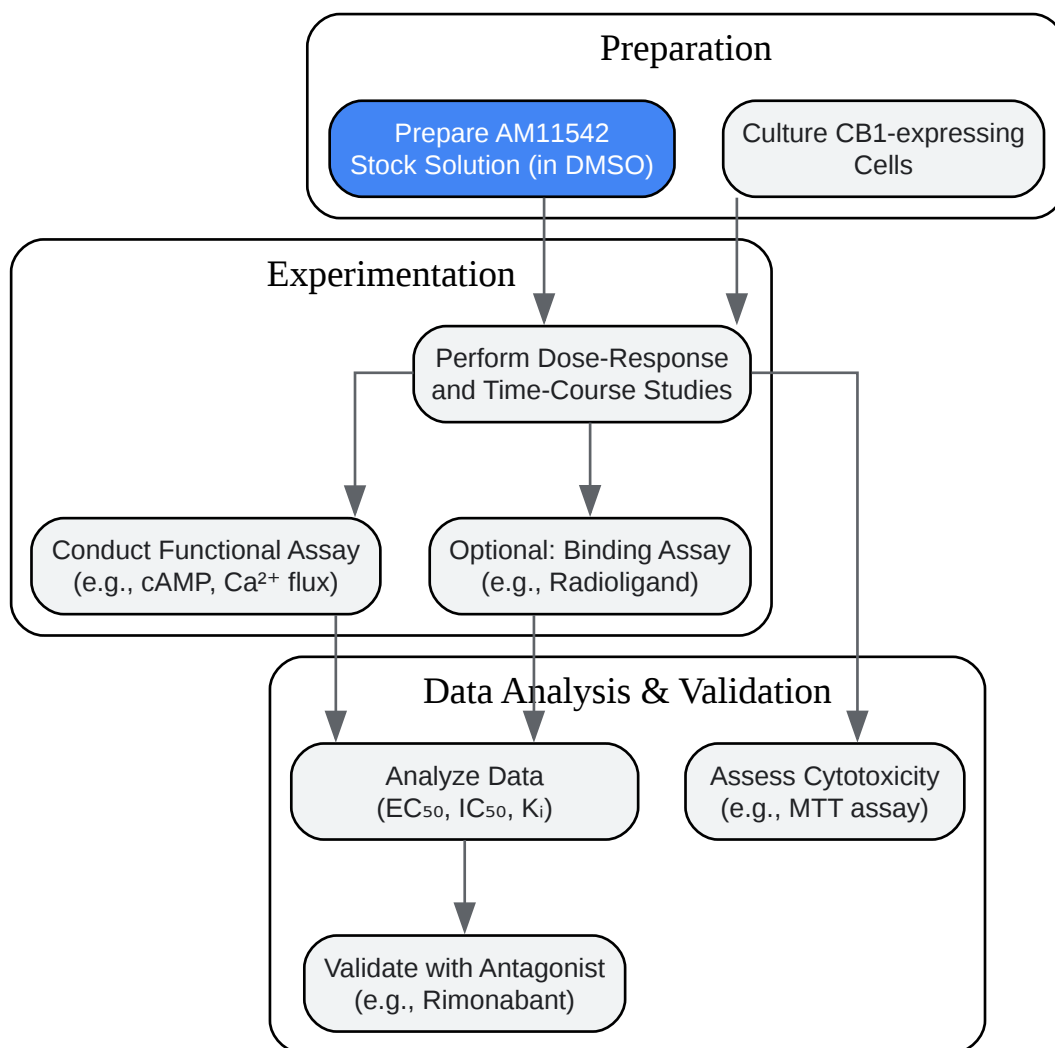 Preparation
Prepare AM11542
Stock Solution (in DMSO)
Culture CB1-expressing
Cells
Experimentation
Perform Dose-Response
and Time-Course Studies
Conduct Functional Assay
(e.g., cAMP, Ca²⁺ flux)
Optional: Binding Assay
(e.g., Radioligand)
Data Analysis & Validation
Analyze Data
(EC₅₀, IC₅₀, Kᵢ)
Assess Cytotoxicity
(e.g., MTT assay)
Validate with Antagonist
(e.g., Rimonabant)